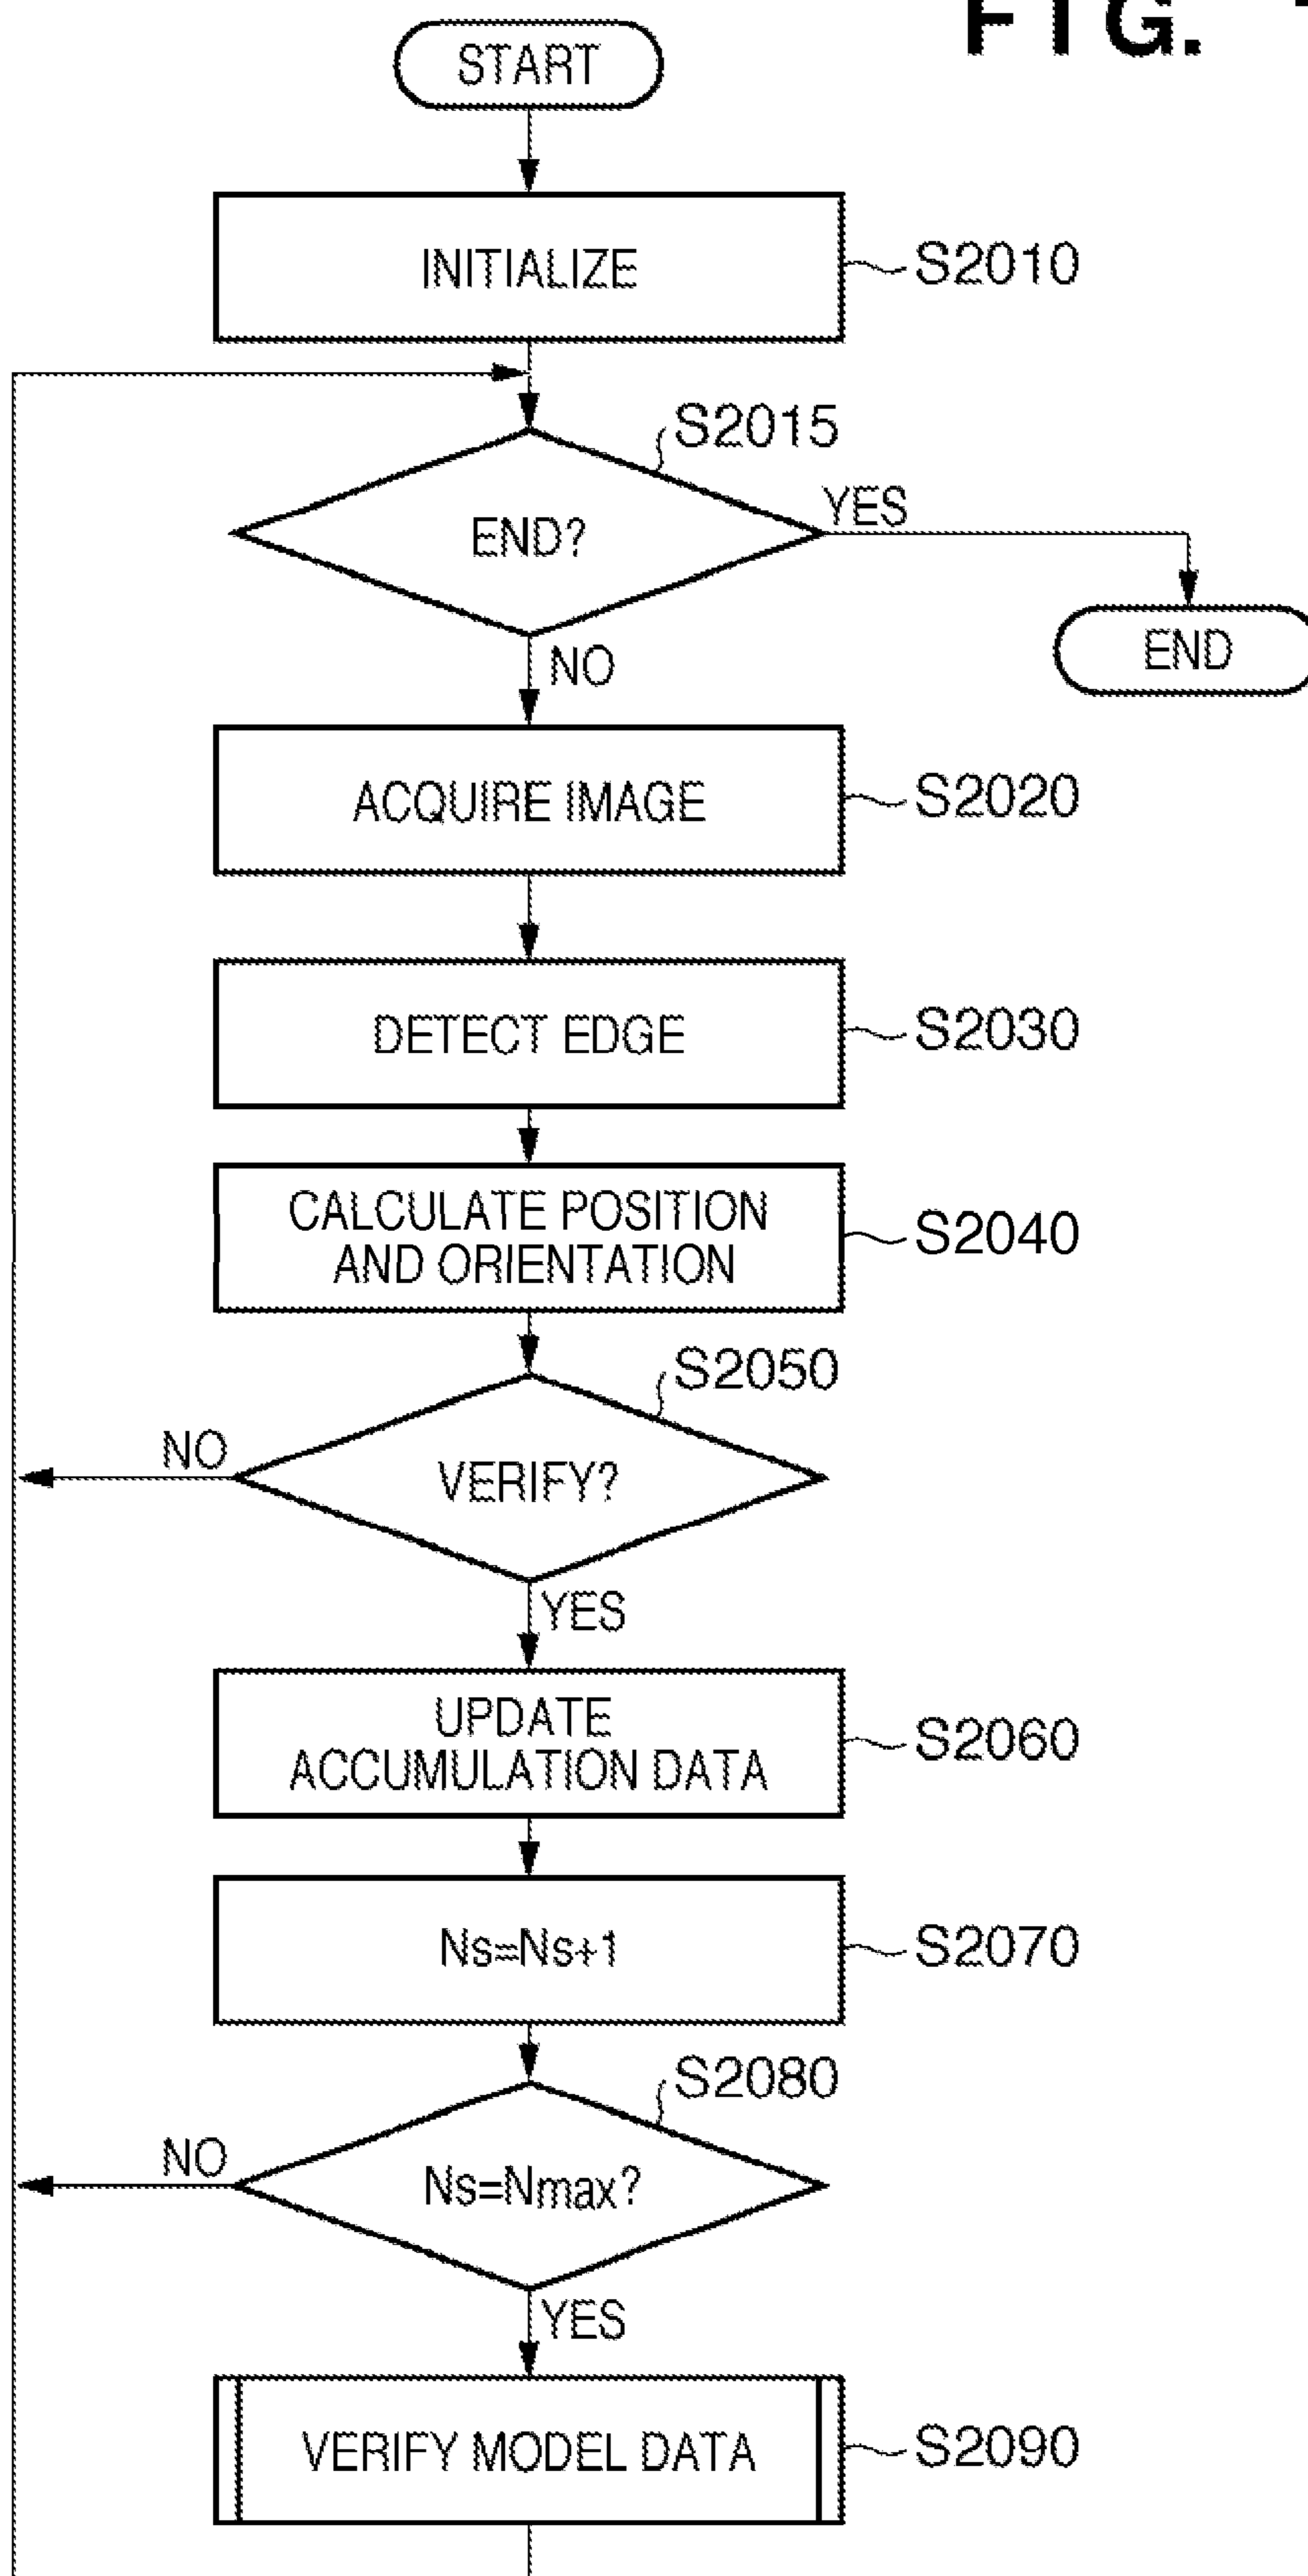 FIG.
START
INITIALIZE
S2010
S2015
END?
YES
END
NO
ACQUIRE IMAGE
S2020
DETECT EDGE
S2030
CALCULATE POSITION
AND ORIENTATION
S2040
S2050
NO
VERIFY?
YES
UPDATE
ACCUMULATION DATA
S2060
Ns=Ns+1
S2070
S2080
NO
Ns=Nmax?
YES
VERIFY MODEL DATA
S2090